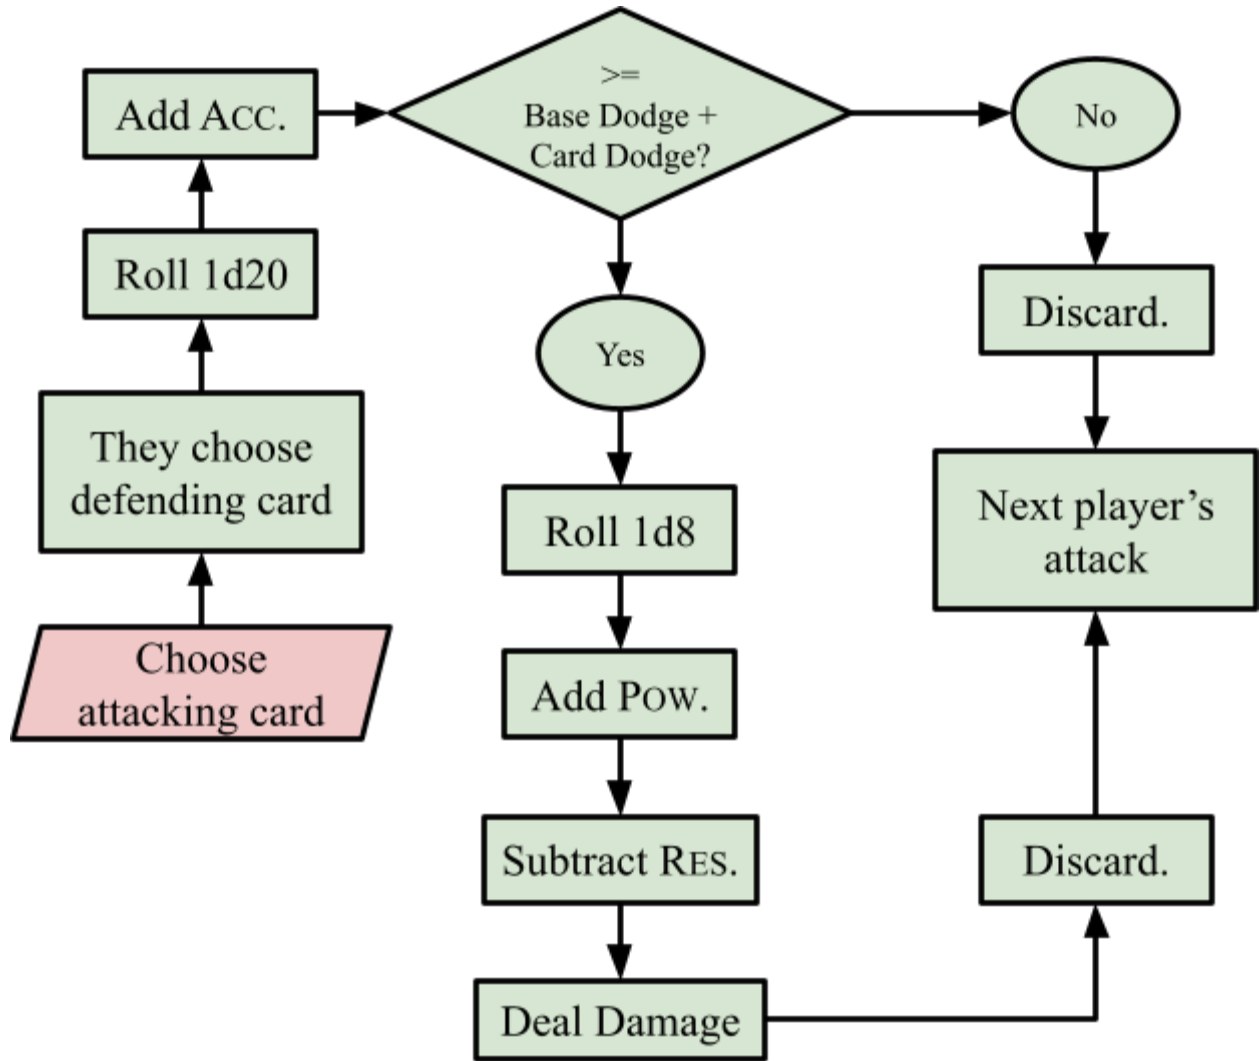 Choose
attacking card
They choose
defending card
Roll 1d20
Add ACC.
>=
Base Dodge +
Card Dodge?
Yes
Roll 1d8
Add POW.
Subtract RES.
Deal Damage
Discard.
No
Discard.
Next player’s
attack